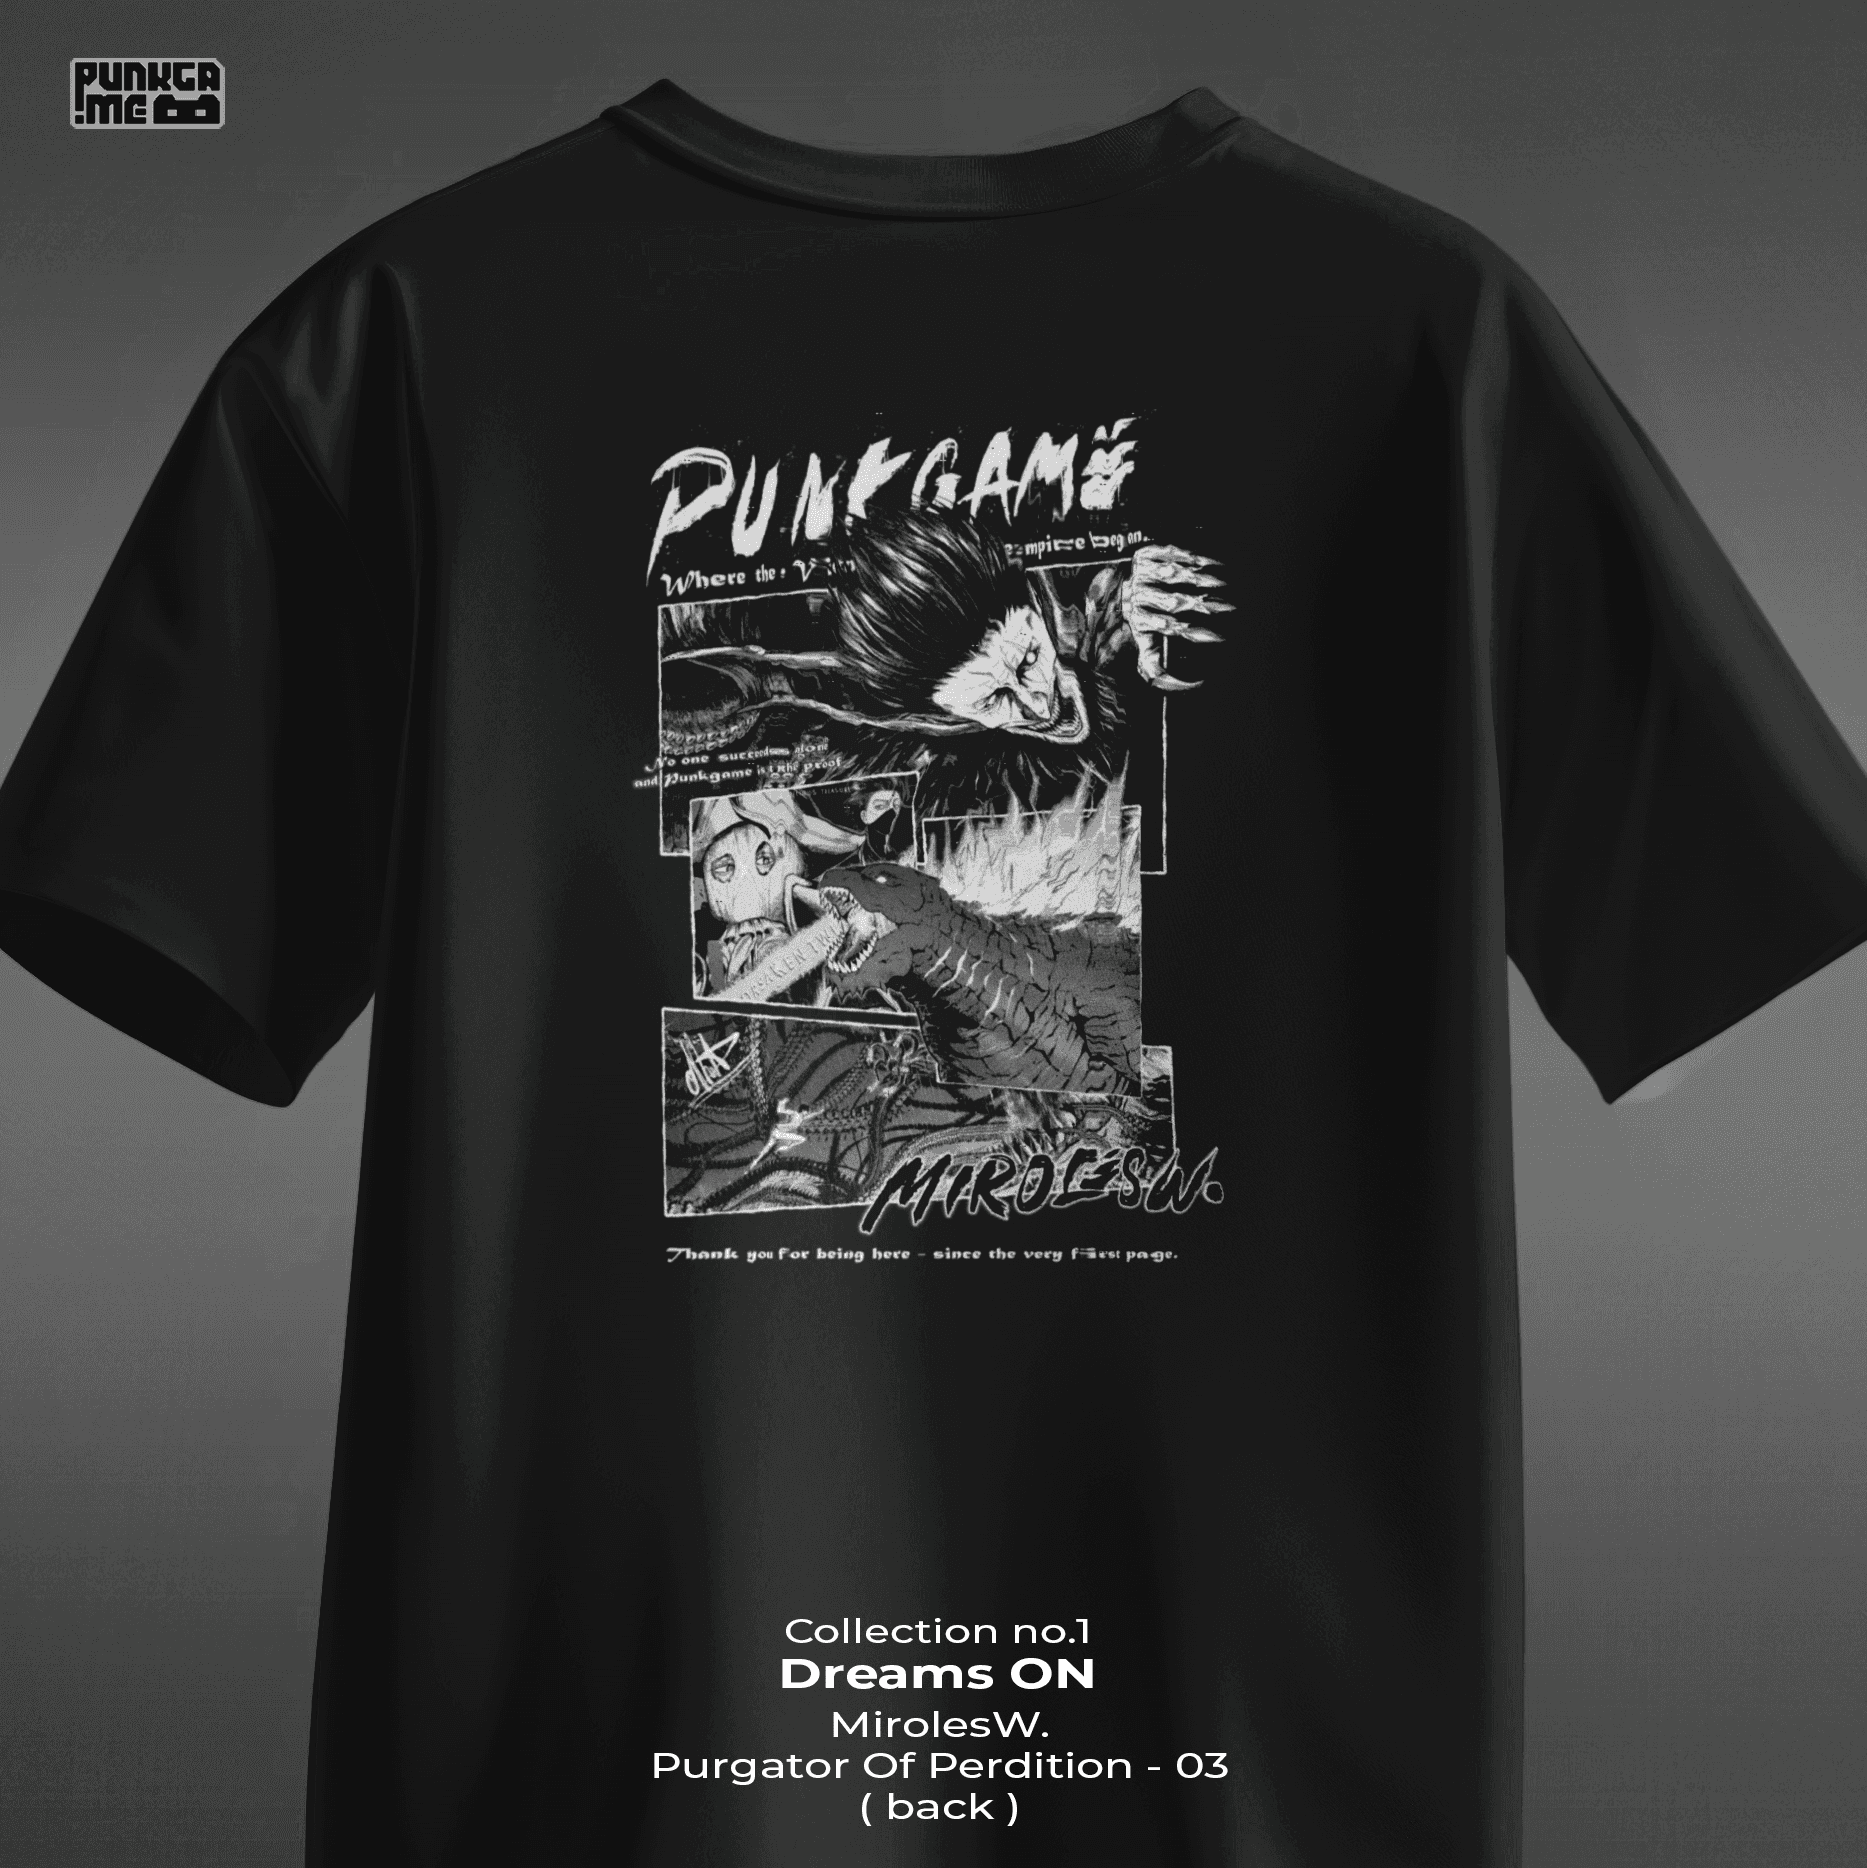 PUNKGA
.ME
PUNKGAME
Where the
empire began.
No one succeeds alone
and Punkgame is the proof
MIROLESW.
Thank you for being here - since the very first page.
Collection no.1
Dreams ON
MirolesW.
Purgator Of Perdition - 03
( back )